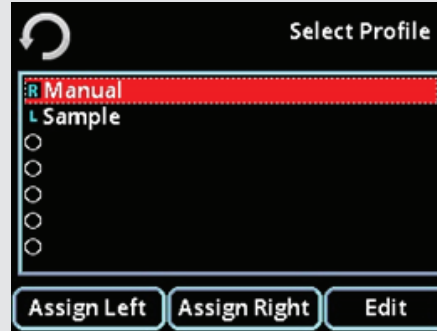 Select Profile
R Manual
L Sample
Assign Left Assign Right Edit